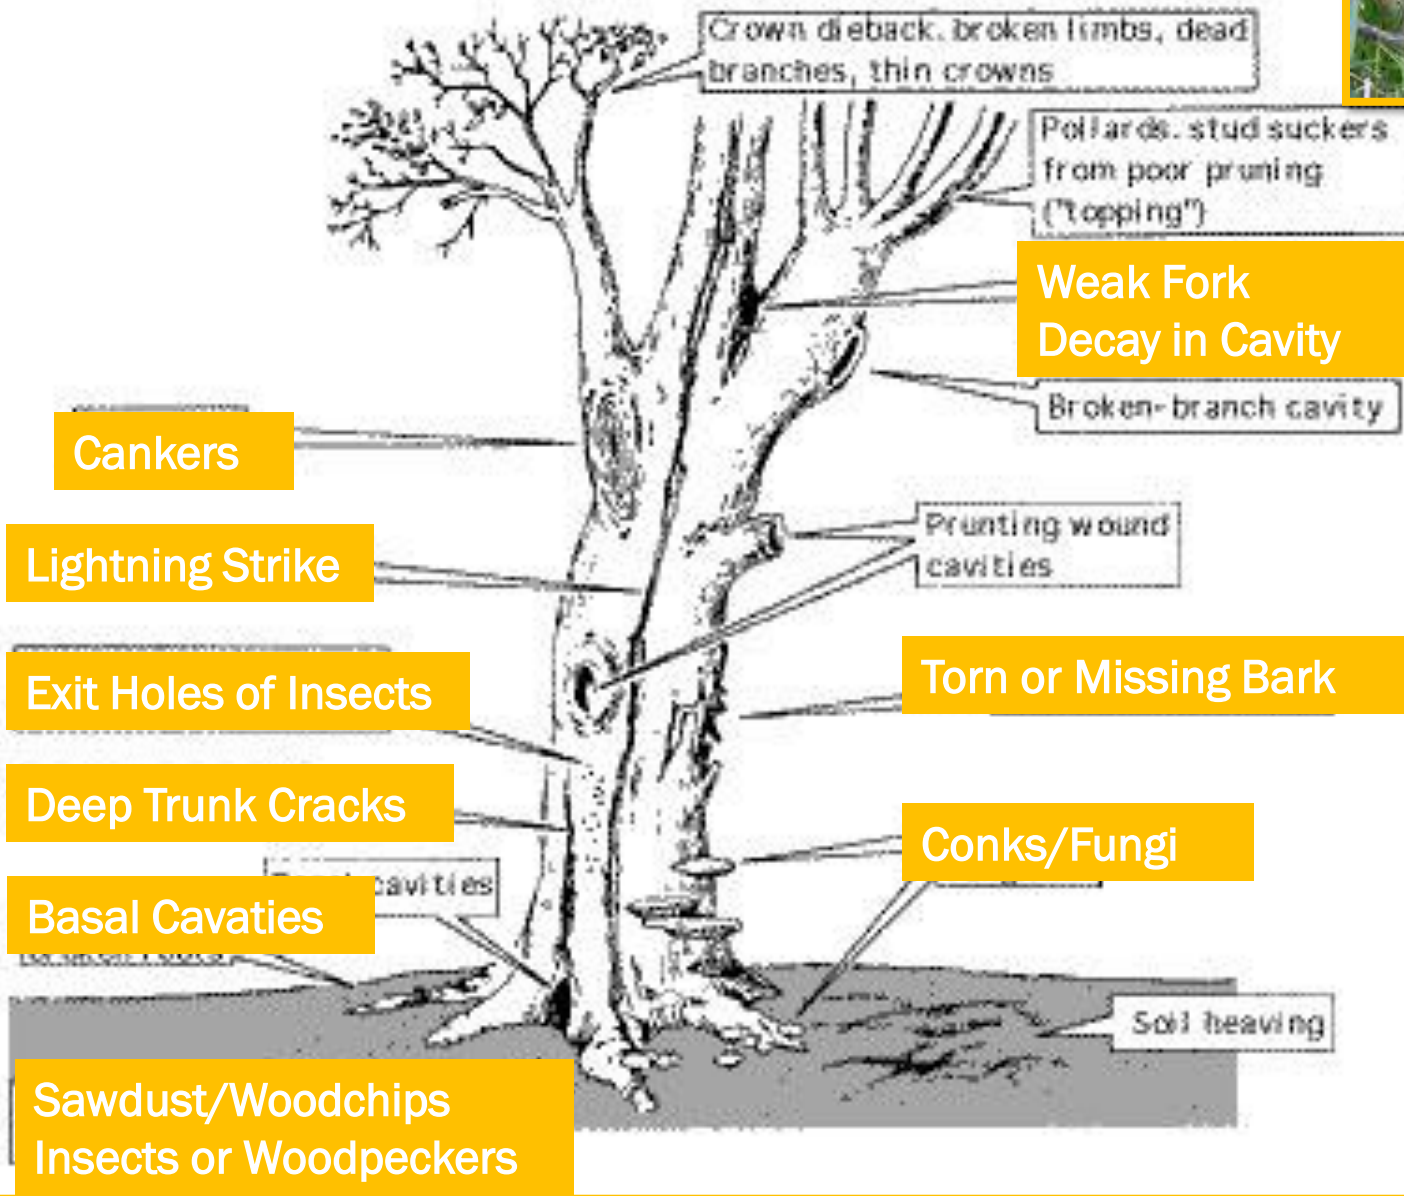 Crown dieback. broken limbs, dead
branches, thin crowns
Pollards. stud suckers
from poor pruning
("topping")
Weak Fork
Decay in Cavity
Broken-branch cavity
Cankers
Prunting wound
cavities
Lightning Strike
Torn or Missing Bark
Exit Holes of Insects
Deep Trunk Cracks
Conks/Fungi
cavities
Basal Cavaties
Soil heaving
Sawdust/Woodchips
Insects or Woodpeckers